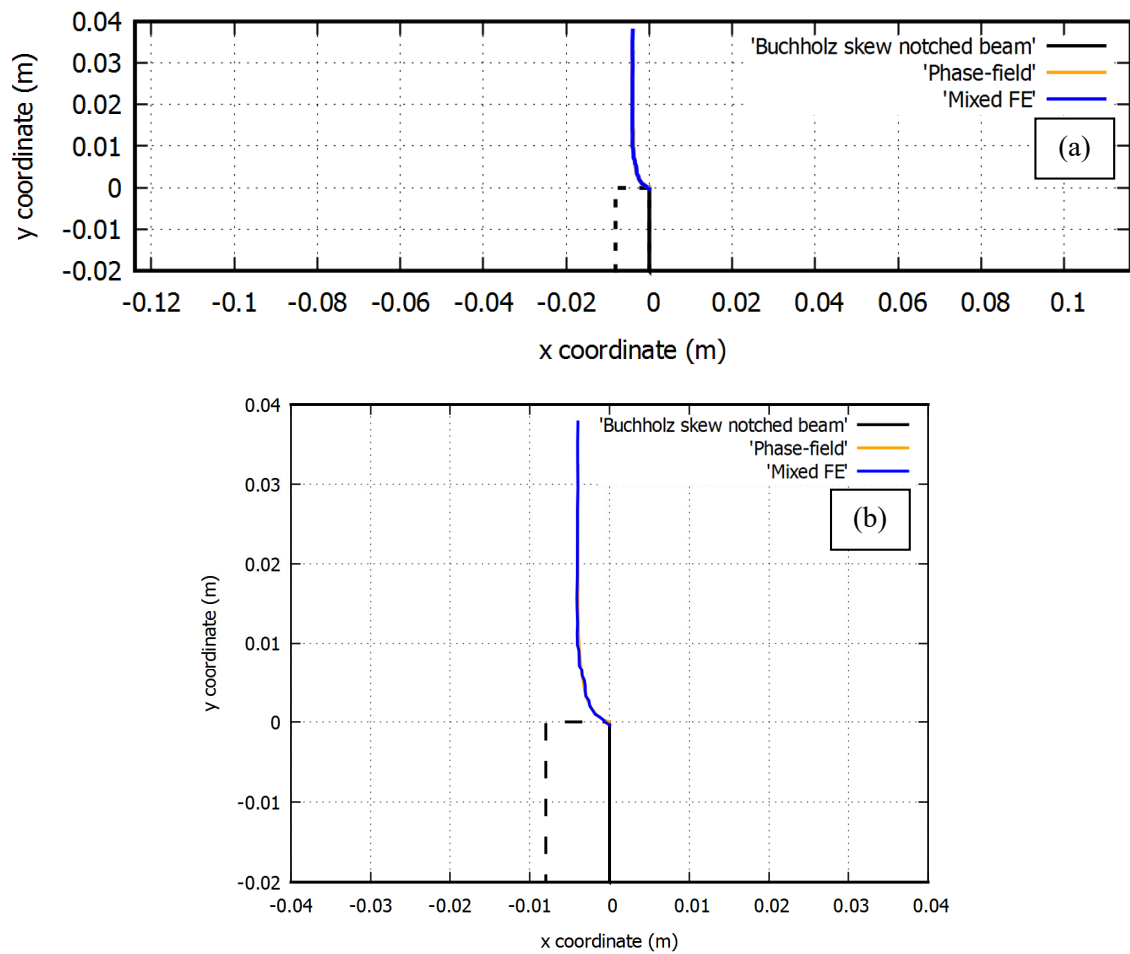 0.04
0.03
0.02
0.01
0
-0.01
-0.02
y coordinate (m)
'Buchholz skew notched beam'
'Phase-field'
'Mixed FE'
(a)
-0.12 -0.1 -0.08 -0.06 -0.04 -0.02 0 0.02 0.04 0.06 0.08 0.1
x coordinate (m)
0.04
0.03
0.02
0.01
0
-0.01
-0.02
y coordinate (m)
'Buchholz skew notched beam'
'Phase-field'
'Mixed FE'
(b)
-0.04 -0.03 -0.02 -0.01 0 0.01 0.02 0.03 0.04
x coordinate (m)